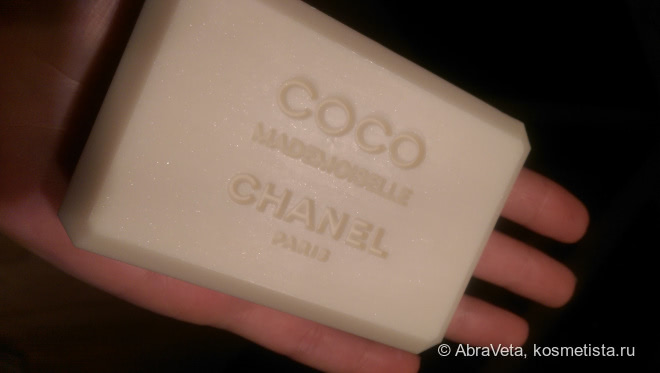 COCO
MADEMOISELLE
CHANEL
PARIS
© AbraVeta, kosmetista.ru